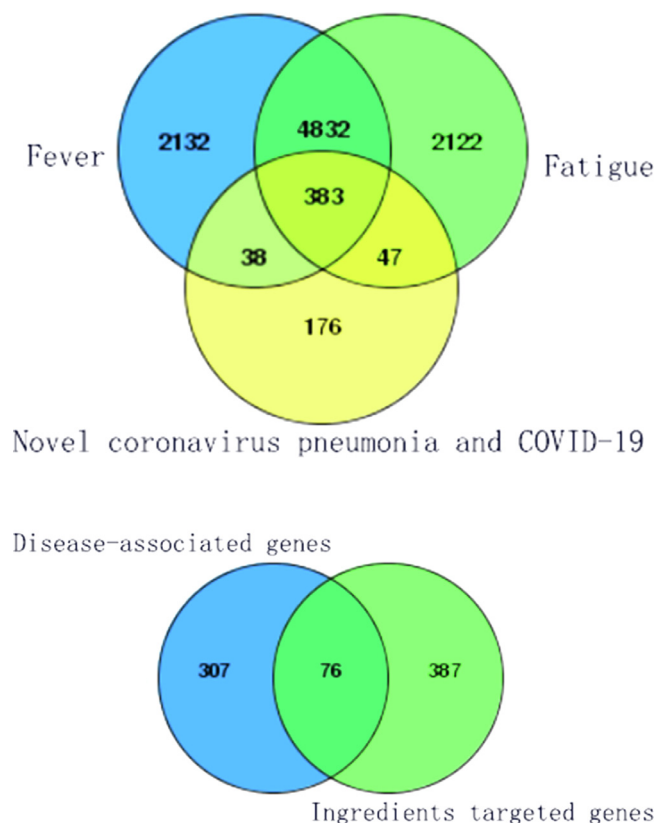 4832
2132
2122
Fever
Fatigue
383
38
47
176
Novel coronavirus pneumonia and COVID-19
Disease-associated genes
307
76
387
Ingredients targeted genes